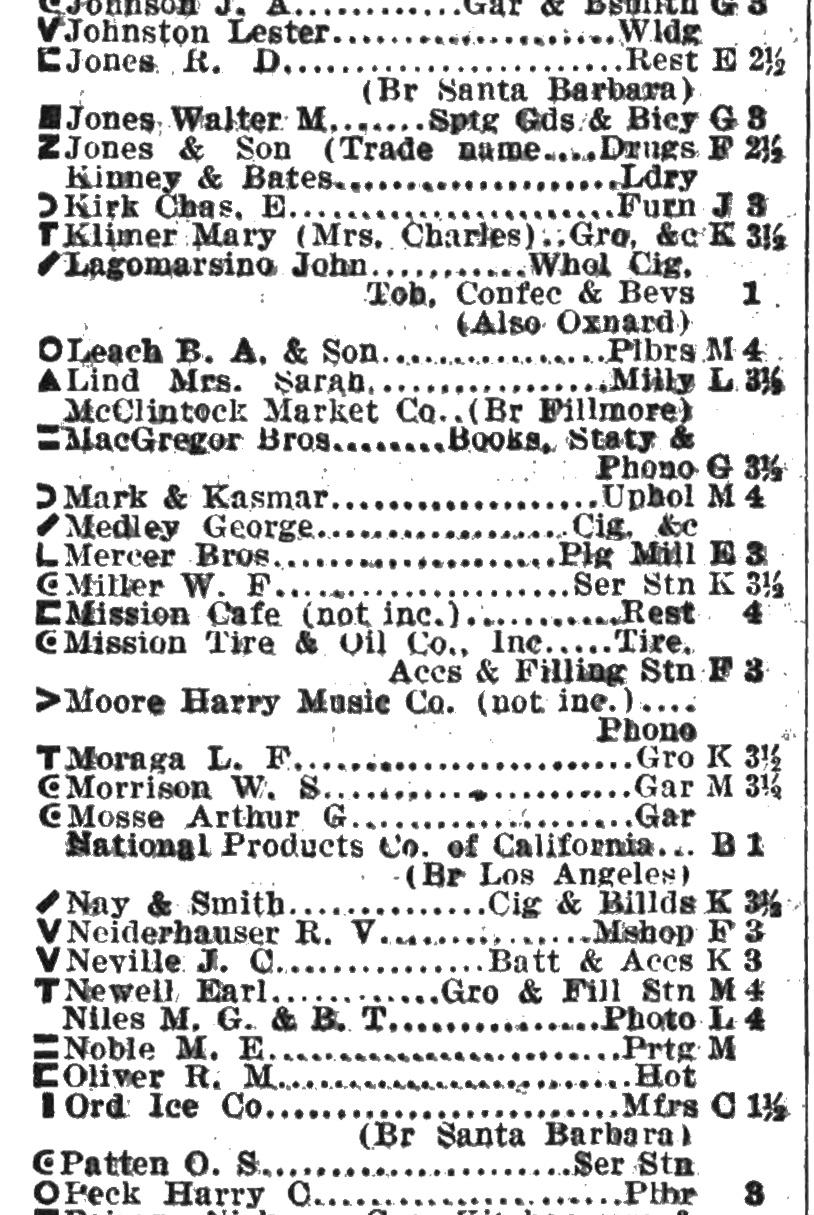 Johnson J. A............Gar & Bsmith G 3
V Johnston Lester....................Wldg
Jones R. D.......................Rest E 2½
(Br Santa Barbara)
Jones Walter M.......Sptg Gds & Bicy G 3
Z Jones & Son (Trade name....Drugs F 2½
Kinney & Bates....................Ldry
Kirk Chas. E.....................Furn J 3
T Klimer Mary (Mrs. Charles)..Gro, &c K 3½
Lagomarsino John...........Whol Cig,
Tob, Confec & Bevs 1
(Also Oxnard)
O Leach B. A. & Son..............Plbrs M 4
▲ Lind Mrs. Sarah................Milly L 3½
McClintock Market Co..(Br Fillmore)
MacGregor Bros........Books, Staty &
Phono G 3½
Mark & Kasmar...................Uphol M 4
Medley George..................Cig, &c
L Mercer Bros....................Plg Mill E 3
Miller W. F.....................Ser Stn K 3½
Mission Cafe (not inc.)...........Rest 4
Mission Tire & Oil Co., Inc.....Tire,
Accs & Filling Stn F 3
> Moore Harry Music Co. (not inc.)....
Phono
T Moraga L. F........................Gro K 3½
Morrison W. S......................Gar M 3½
Mosse Arthur G....................Gar
National Products Co. of California... B 1
(Br Los Angeles)
Nay & Smith..............Cig & Billds K 3½
V Neiderhauser R. V..............Mshop F 3
V Neville J. C...............Batt & Accs K 3
T Newell Earl............Gro & Fill Stn M 4
Niles M. G. & B. T...............Photo L 4
Noble M. E.........................Prtg M
Oliver R. M.........................Hot
Ord Ice Co.........................Mfrs C 1½
(Br Santa Barbara)
Patten O. S.....................Ser Stn
O Peck Harry C....................Plbr 3